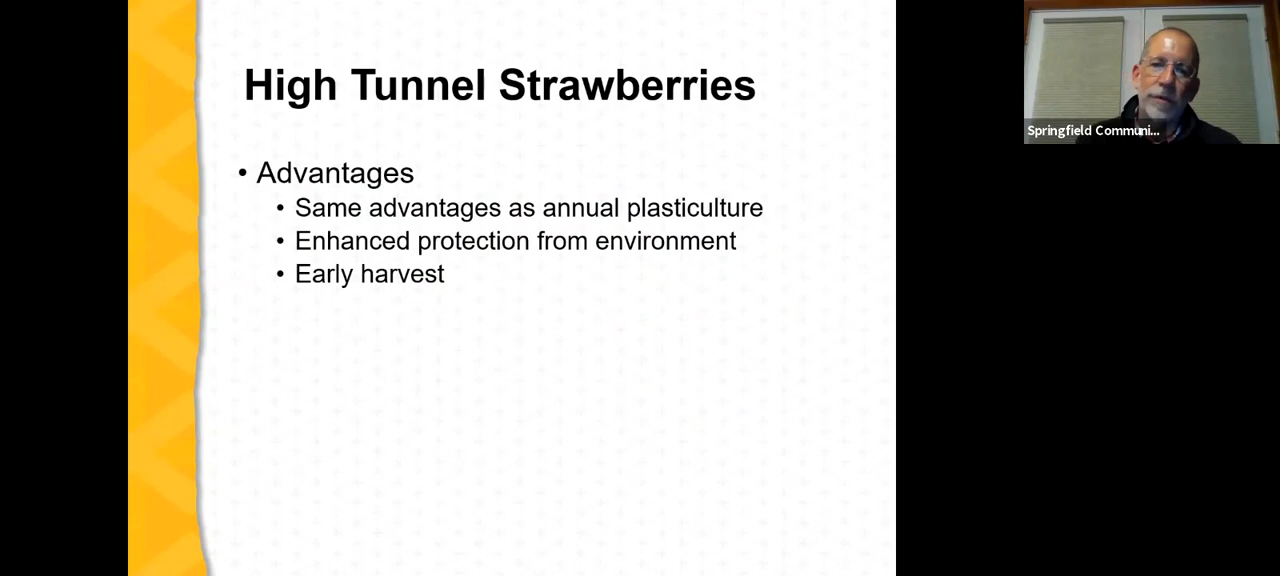 High Tunnel Strawberries
• Advantages
• Same advantages as annual plasticulture
• Enhanced protection from environment
• Early harvest
Springfield Communi...